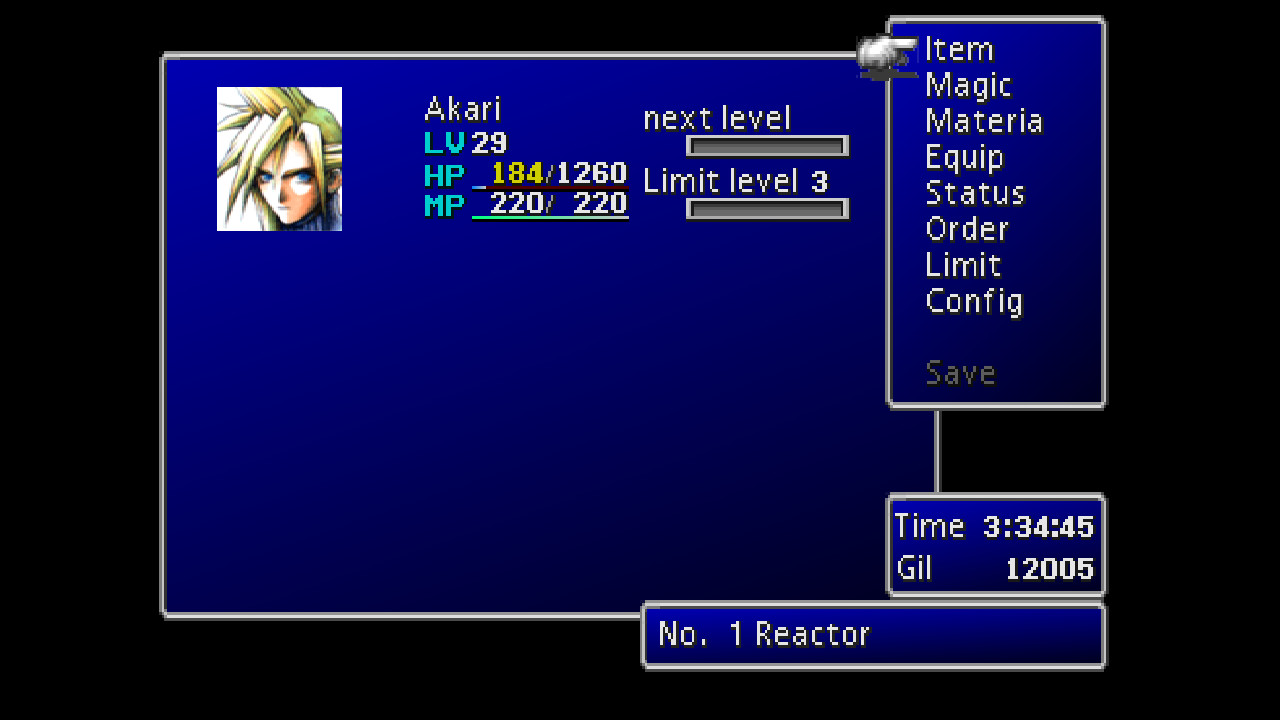 Akari
LV 29
HP 184/1260
MP 220/ 220
next level
Limit level 3
Item
Magic
Materia
Equip
Status
Order
Limit
Config
Save
Time 3:34:45
Gil 12005
No. 1 Reactor